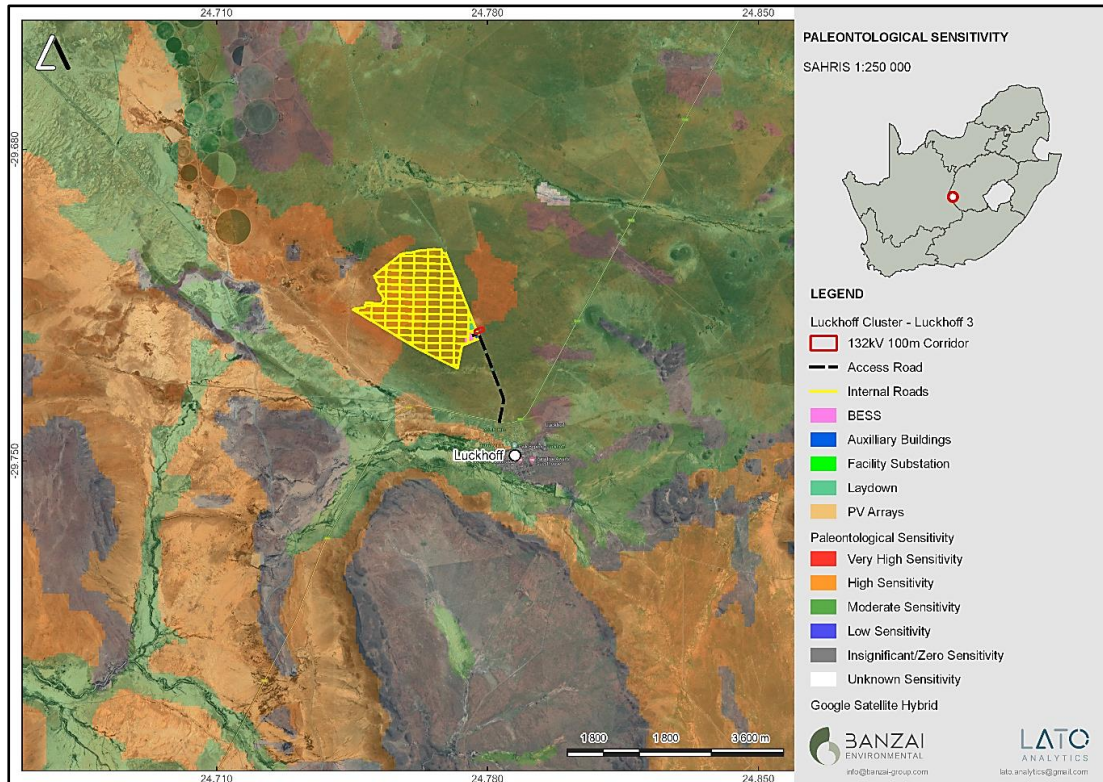 24.710
24.780
24.850
-29.680
-29.750
Luckhoff
1 800
1 800
3 600 m
24.710
24.780
24.850
PALEONTOLOGICAL SENSITIVITY
SAHRIS 1:250 000
LEGEND
Luckhoff Cluster - Luckhoff 3
132kV 100m Corridor
Access Road
Internal Roads
BESS
Auxilliary Buildings
Facility Substation
Laydown
PV Arrays
Paleontological Sensitivity
Very High Sensitivity
High Sensitivity
Moderate Sensitivity
Low Sensitivity
Insignificant/Zero Sensitivity
Unknown Sensitivity
Google Satellite Hybrid
BANZAI
ENVIRONMENTAL
info@banzai-group.com
LATO
ANALYTICS
lato.analytics@gmail.com